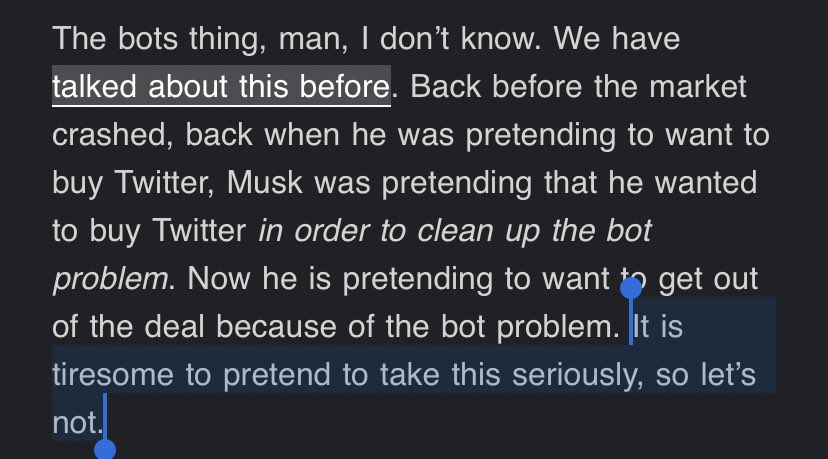 The bots thing, man, I don’t know. We have
talked about this before. Back before the market
crashed, back when he was pretending to want to
buy Twitter, Musk was pretending that he wanted
to buy Twitter in order to clean up the bot
problem. Now he is pretending to want to get out
of the deal because of the bot problem. It is
tiresome to pretend to take this seriously, so let’s
not.